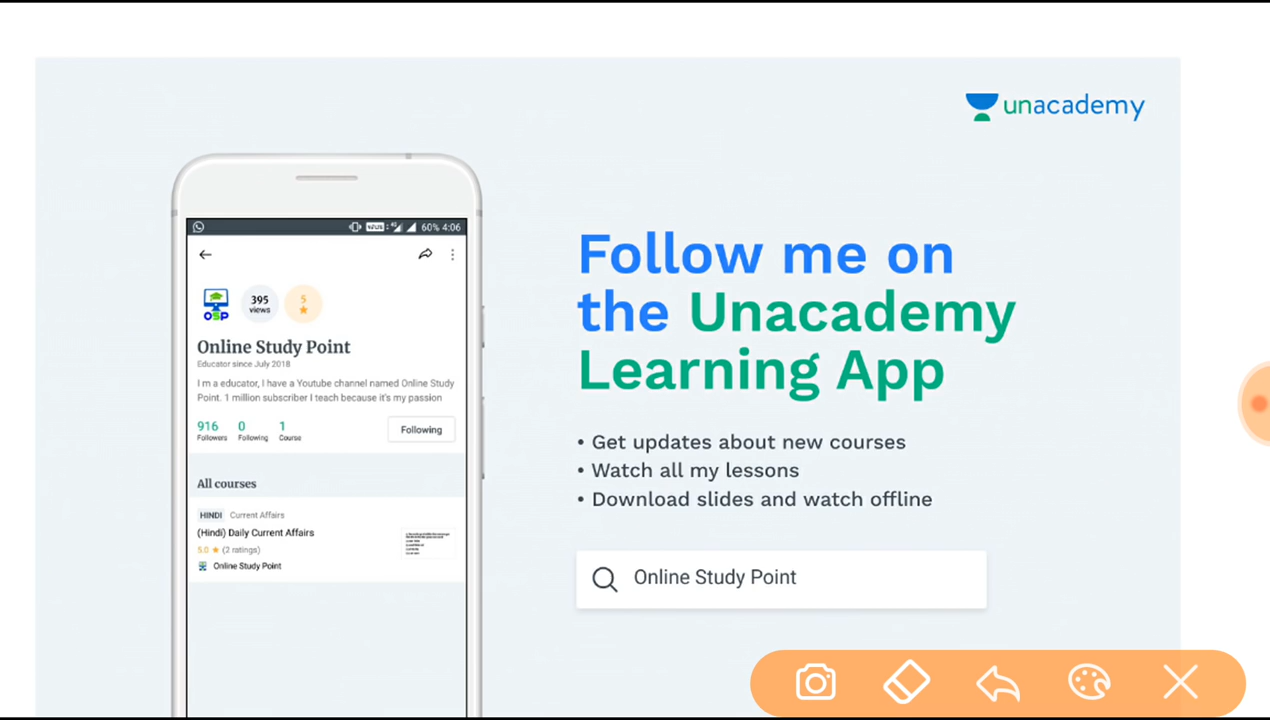 unacademy
60% 4:06
OSP
395
views
5
Online Study Point
Educator since July 2018
I m a educator, I have a Youtube channel named Online Study
Point. 1 million subscriber I teach because it's my passion
916 0 1
Followers Following Course
Following
All courses
HINDI Current Affairs
(Hindi) Daily Current Affairs
5.0 ★ (2 ratings)
Online Study Point
Follow me on
the Unacademy
Learning App
• Get updates about new courses
• Watch all my lessons
• Download slides and watch offline
Online Study Point